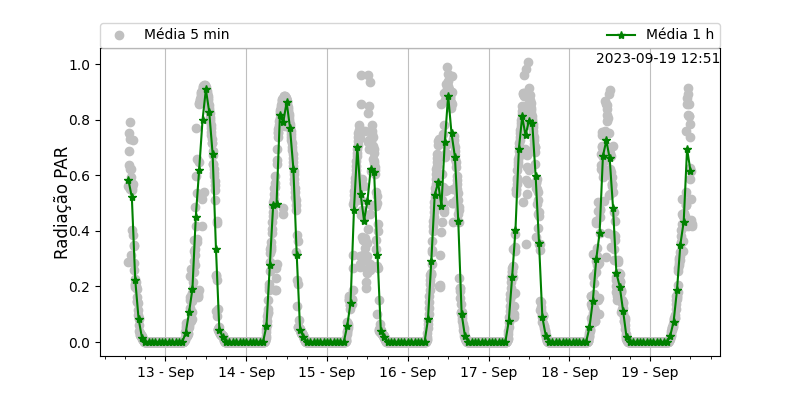 Média 5 min
Média 1 h
2023-09-19 12:51
Radiação PAR
1.0
0.8
0.6
0.4
0.2
0.0
13 - Sep
14 - Sep
15 - Sep
16 - Sep
17 - Sep
18 - Sep
19 - Sep